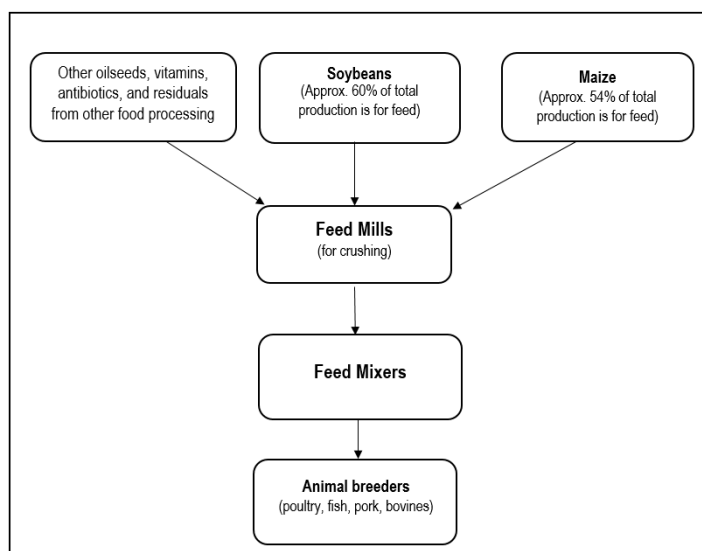 Other oilseeds, vitamins,
antibiotics, and residuals
from other food processing
Soybeans
(Approx. 60% of total
production is for feed)
Maize
(Approx. 54% of total
production is for feed)
Feed Mills
(for crushing)
Feed Mixers
Animal breeders
(poultry, fish, pork, bovines)